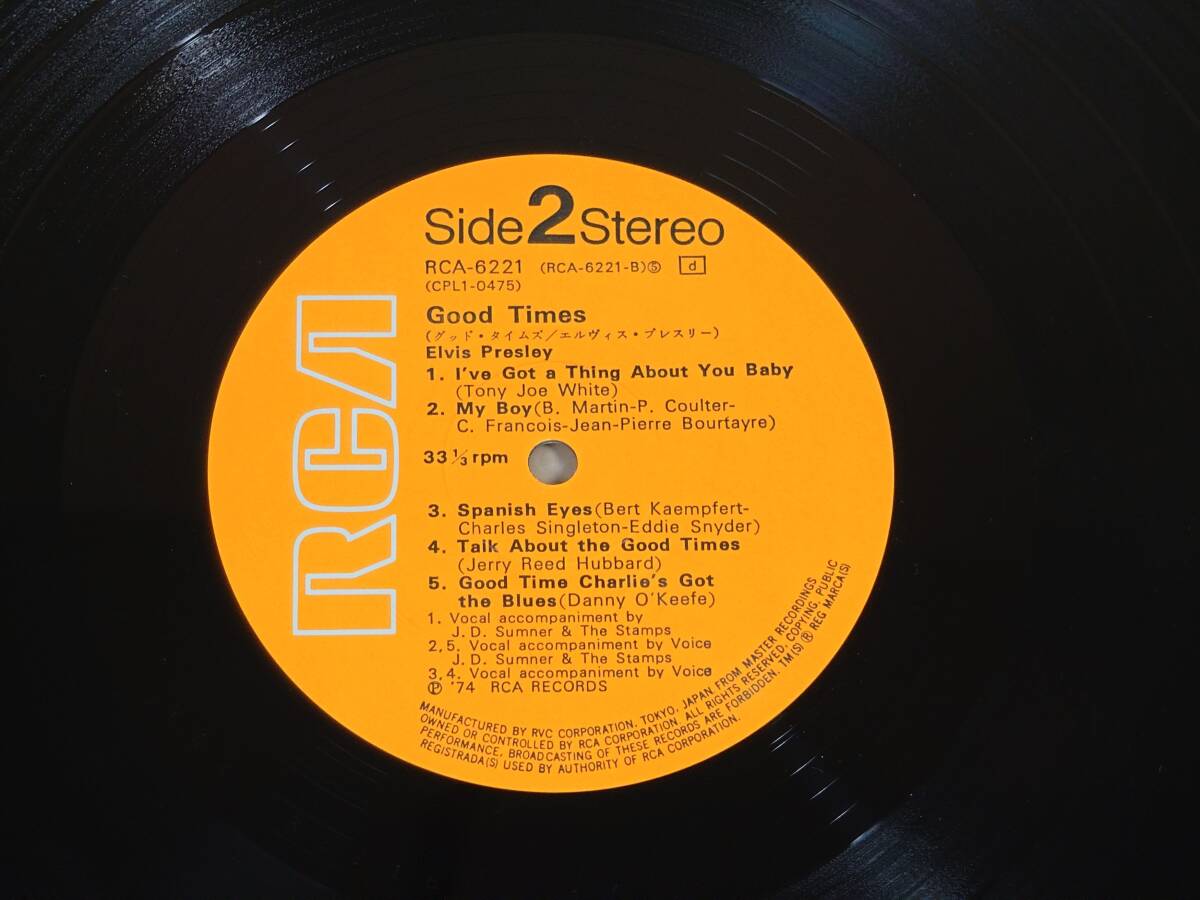 Side 2 Stereo
RCA-6221 (RCA-6221-B)⑤ d
(CPL1-0475)
Good Times
(グッド・タイムズ/エルヴィス・プレスリー)
Elvis Presley
1. I've Got a Thing About You Baby
(Tony Joe White)
2. My Boy(B. Martin-P. Coulter-
C. Francois-Jean-Pierre Bourtayre)
33 1/3 rpm
3. Spanish Eyes(Bert Kaempfert-
Charles Singleton-Eddie Snyder)
4. Talk About the Good Times
(Jerry Reed Hubbard)
5. Good Time Charlie's Got
the Blues(Danny O'Keefe)
1. Vocal accompaniment by
J. D. Sumner & The Stamps
2,5. Vocal accompaniment by Voice
J. D. Sumner & The Stamps
3,4. Vocal accompaniment by Voice
Ⓟ '74 RCA RECORDS
RCA
MANUFACTURED BY RVC CORPORATION, TOKYO, JAPAN FROM MASTER RECORDINGS
OWNED OR CONTROLLED BY RCA CORPORATION. ALL RIGHTS RESERVED, COPYING, PUBLIC
PERFORMANCE, BROADCASTING OF THESE RECORDS ARE FORBIDDEN. TM(S) ® REG MARCA(S)
REGISTRADA(S) USED BY AUTHORITY OF RCA CORPORATION.